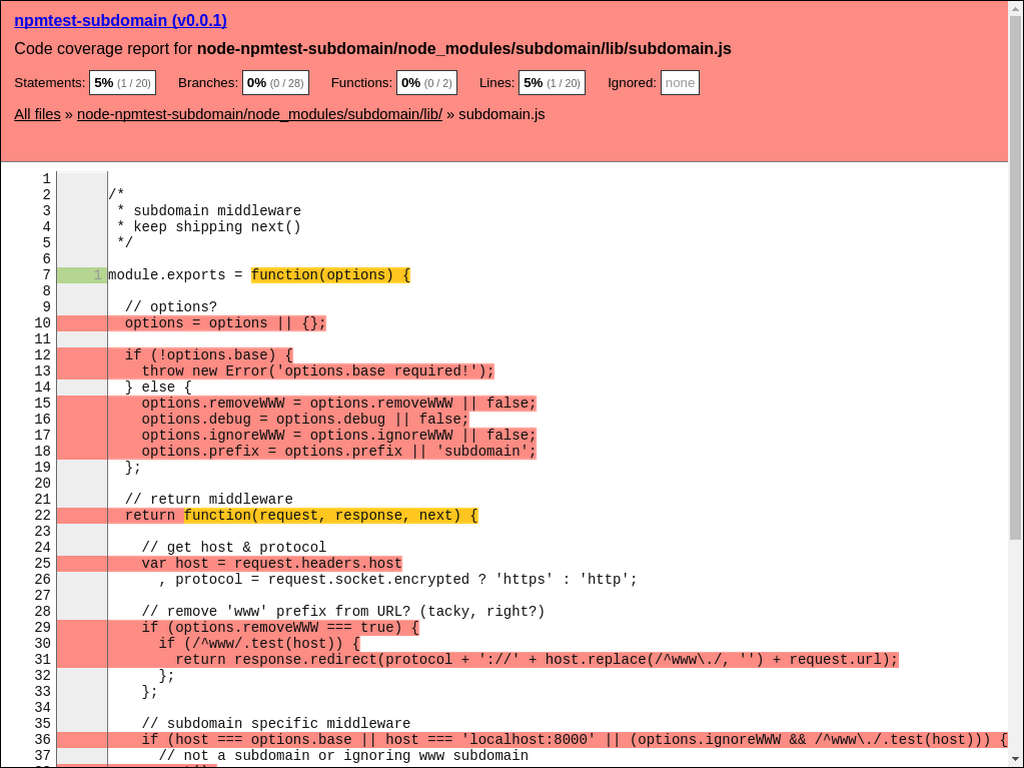 npmtest-subdomain (v0.0.1)
Code coverage report for node-npmtest-subdomain/node_modules/subdomain/lib/subdomain.js
Statements: 5% (1 / 20) Branches: 0% (0 / 28) Functions: 0% (0 / 2) Lines: 5% (1 / 20) Ignored: none
All files » node-npmtest-subdomain/node_modules/subdomain/lib/ » subdomain.js
1
2 /*
3  * subdomain middleware
4  * keep shipping next()
5  */
6
7 1 module.exports = function(options) {
8
9   // options?
10   options = options || {};
11
12   if (!options.base) {
13     throw new Error('options.base required!');
14   } else {
15     options.removeWWW = options.removeWWW || false;
16     options.debug = options.debug || false;
17     options.ignoreWWW = options.ignoreWWW || false;
18     options.prefix = options.prefix || 'subdomain';
19   };
20
21   // return middleware
22   return function(request, response, next) {
23
24     // get host & protocol
25     var host = request.headers.host
26       , protocol = request.socket.encrypted ? 'https' : 'http';
27
28     // remove 'www' prefix from URL? (tacky, right?)
29     if (options.removeWWW === true) {
30       if (/^www/.test(host)) {
31         return response.redirect(protocol + '://' + host.replace(/^www\./, '') + request.url);
32       };
33     };
34
35     // subdomain specific middleware
36     if (host === options.base || host === 'localhost:8000' || (options.ignoreWWW && /^www\./.test(host))) {
37       // not a subdomain or ignoring www subdomain